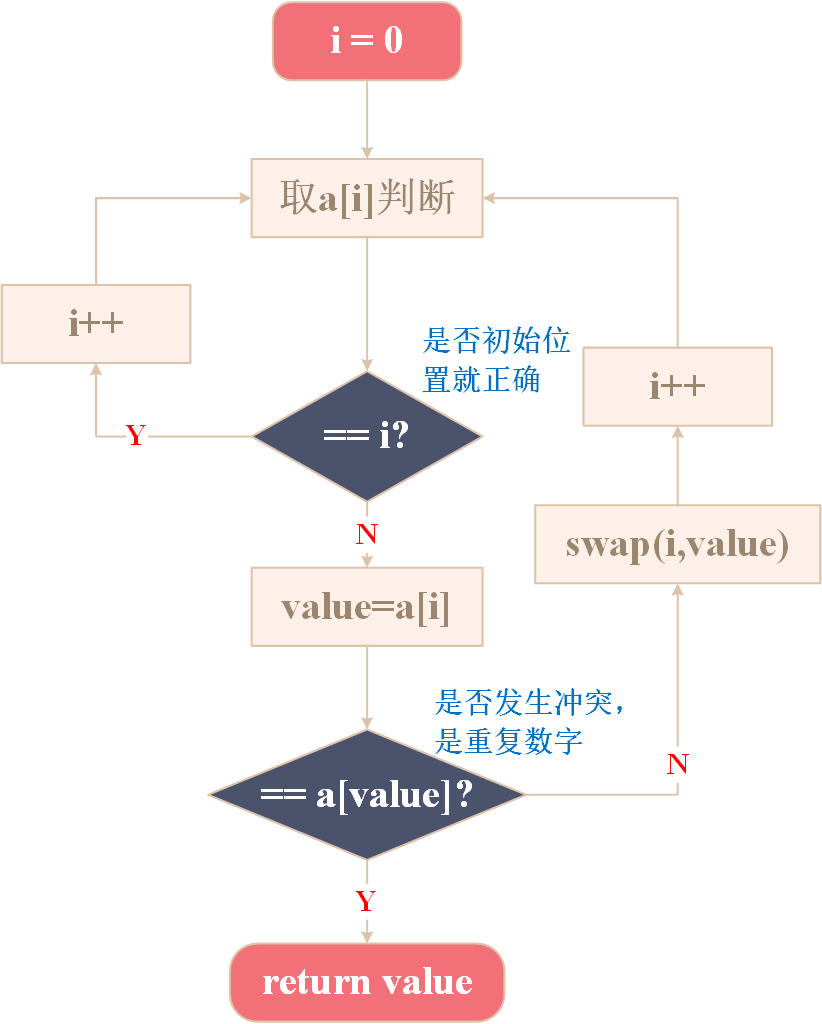 i = 0
取a[i]判断
i++
是否初始位
置就正确
i++
== i?
Y
N
swap(i,value)
value=a[i]
是否发生冲突，
是重复数字
N
== a[value]?
Y
return value